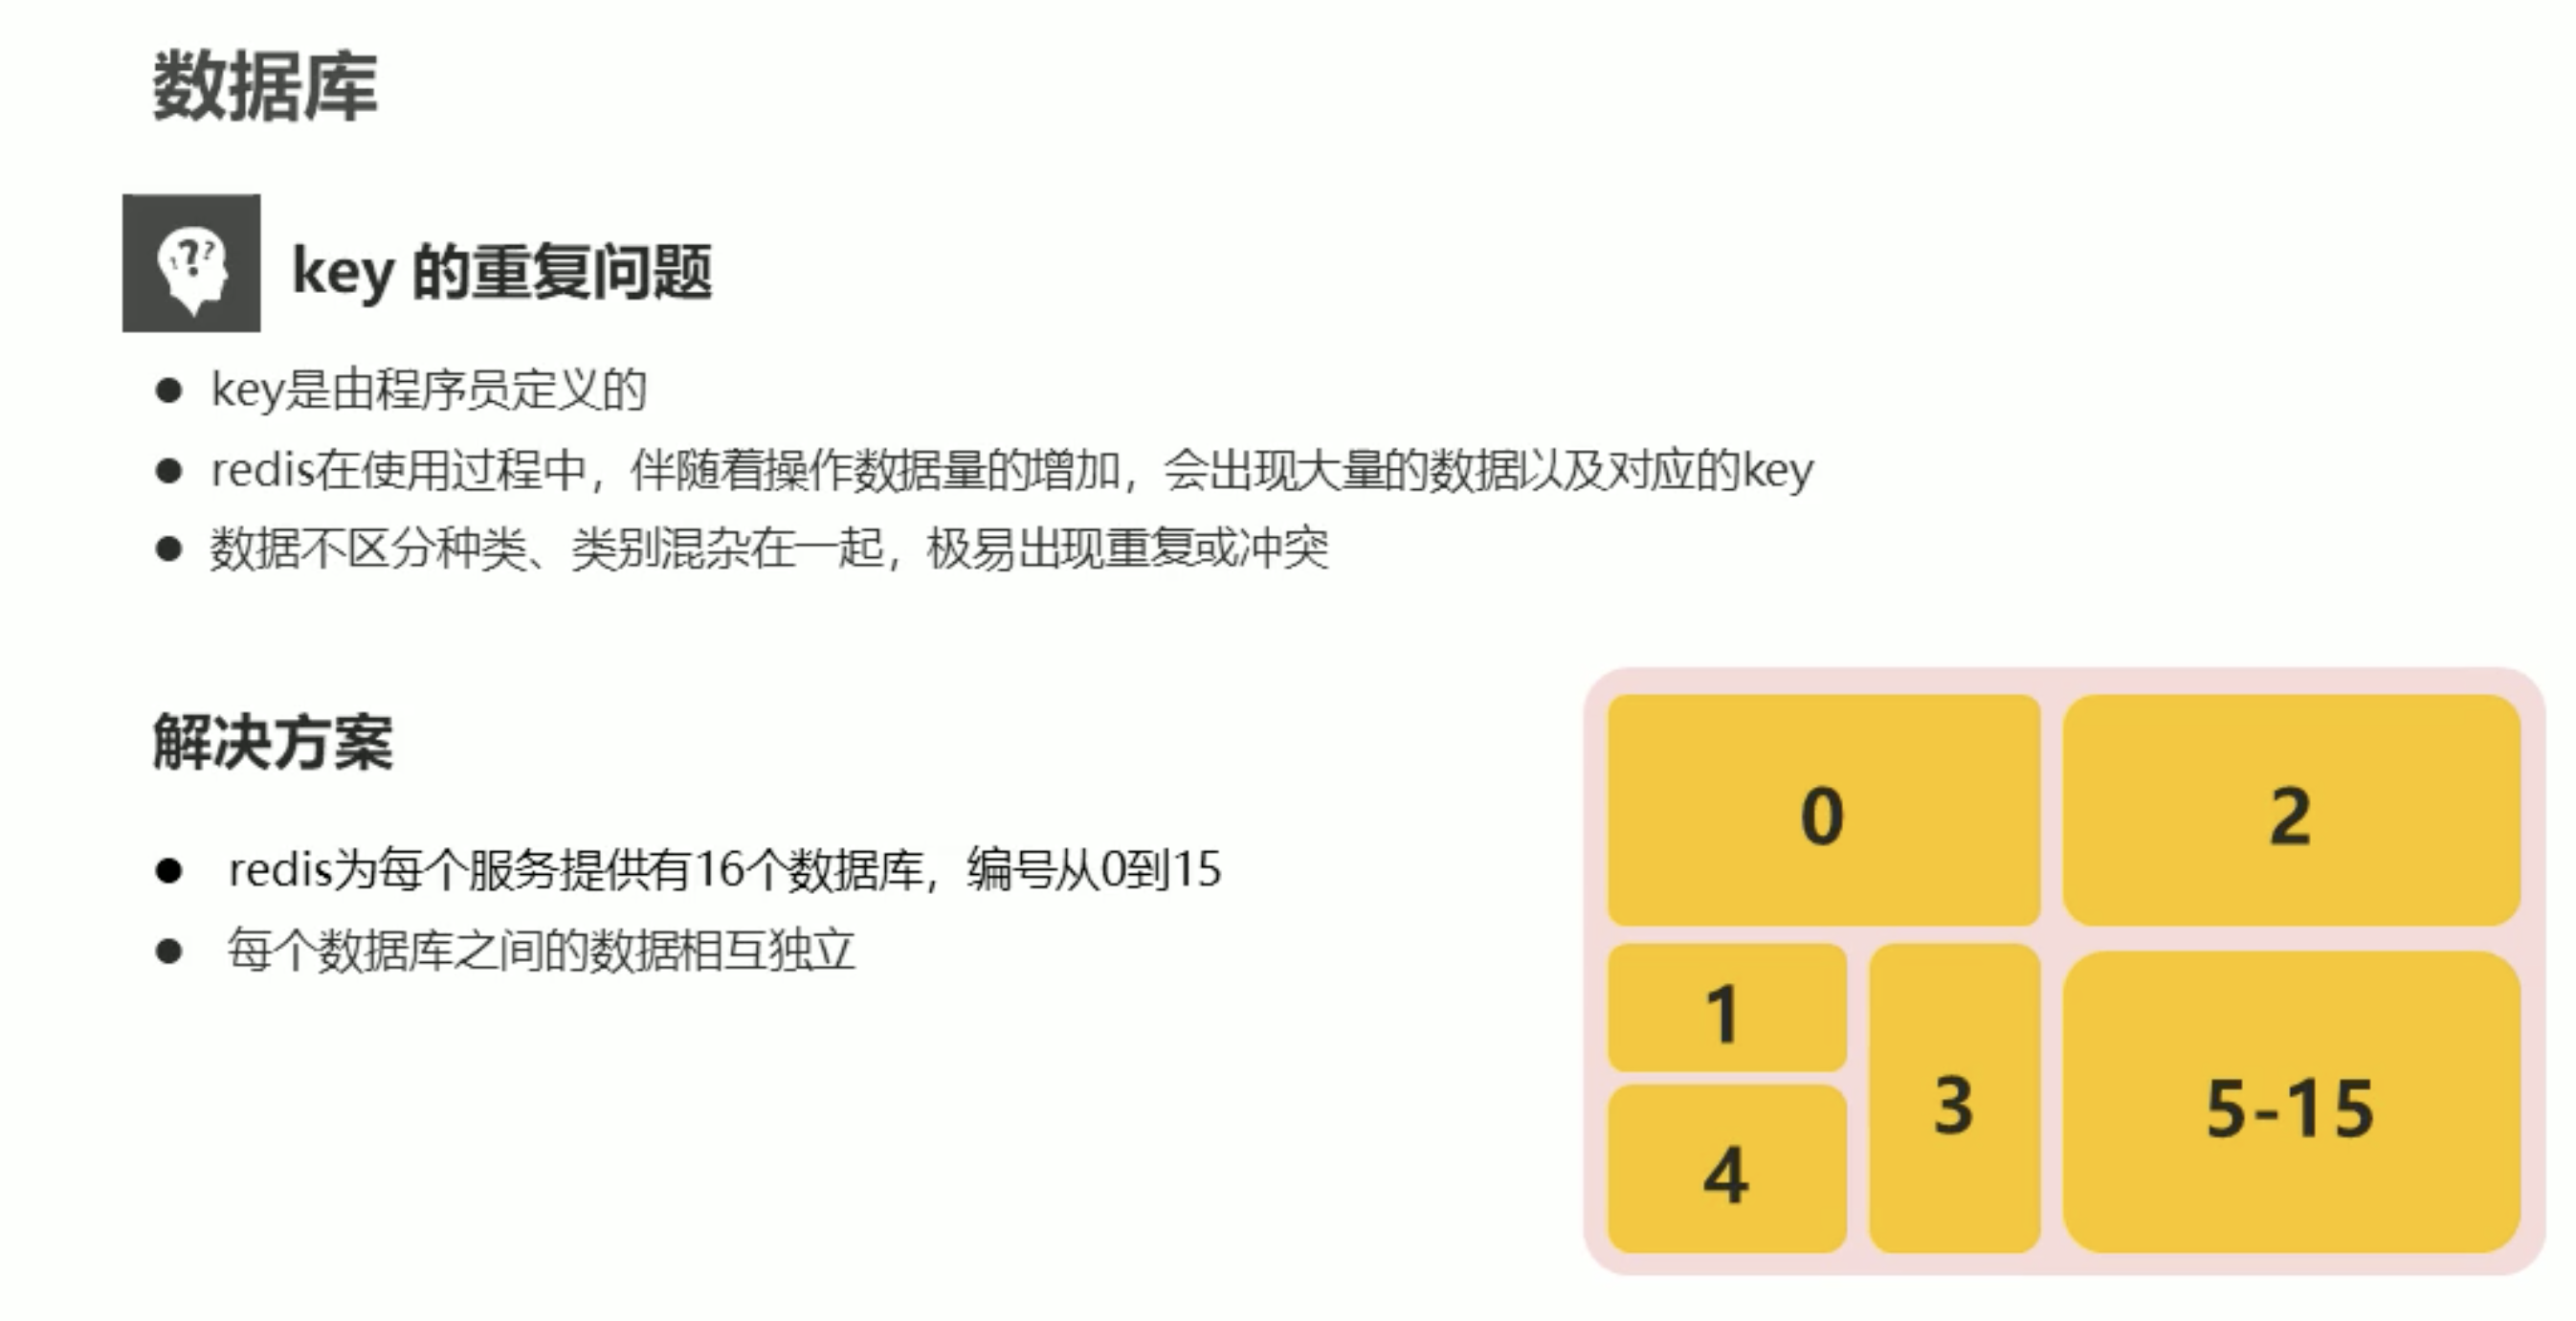 数据库
key 的重复问题
key是由程序员定义的
redis在使用过程中，伴随着操作数据量的增加，会出现大量的数据以及对应的key
数据不区分种类、类别混杂在一起，极易出现重复或冲突
解决方案
redis为每个服务提供有16个数据库，编号从0到15
每个数据库之间的数据相互独立
0
2
1
3
4
5-15